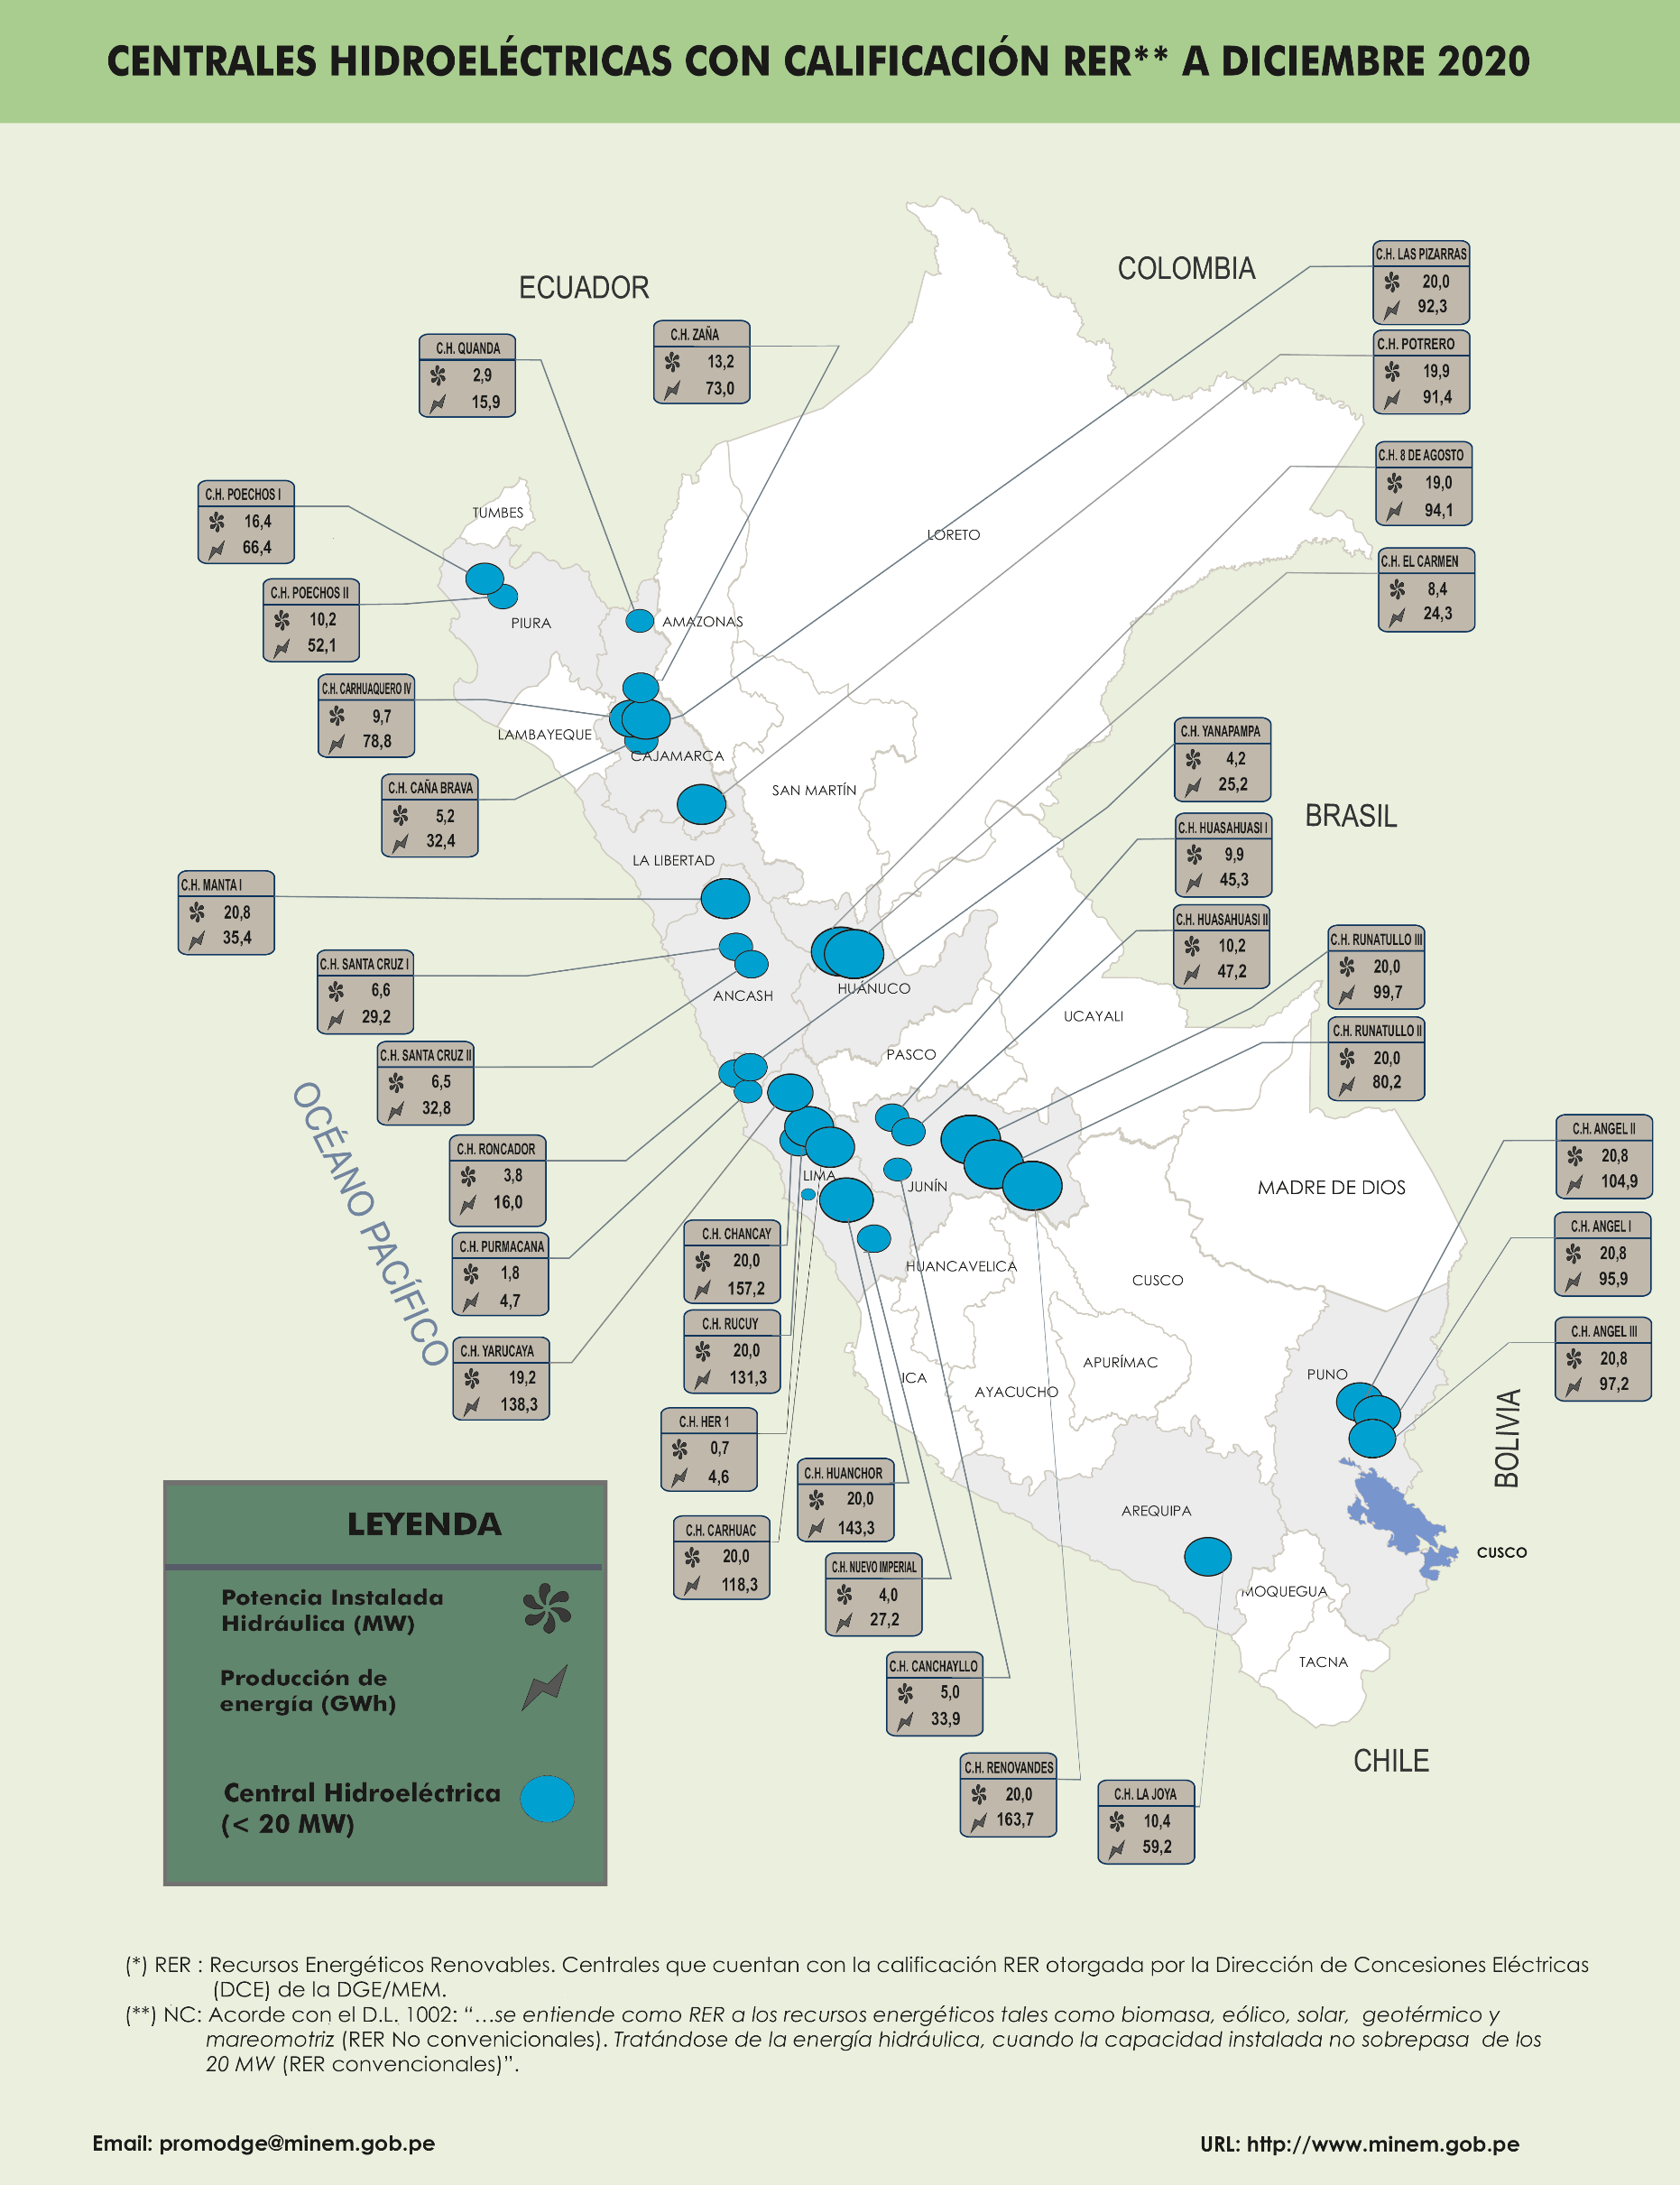 CENTRALES HIDROELÉCTRICAS CON CALIFICACIÓN RER** A DICIEMBRE 2020
ECUADOR
COLOMBIA
C.H. LAS PIZARRAS
20,0
92,3
C.H. ZAÑA
13,2
73,0
C.H. QUANDA
2,9
15,9
C.H. POTRERO
19,9
91,4
C.H. 8 DE AGOSTO
19,0
94,1
C.H. POECHOS I
16,4
66,4
TUMBES
LORETO
C.H. EL CARMEN
8,4
24,3
C.H. POECHOS II
10,2
52,1
PIURA
AMAZONAS
C.H. CARHUAQUERO IV
9,7
78,8
LAMBAYEQUE
CAJAMARCA
C.H. YANAPAMPA
4,2
25,2
C.H. CAÑA BRAVA
5,2
32,4
SAN MARTÍN
BRASIL
C.H. HUASAHUASI I
9,9
45,3
LA LIBERTAD
C.H. MANTA I
20,8
35,4
C.H. HUASAHUASI II
10,2
47,2
C.H. RUNATULLO III
20,0
99,7
C.H. SANTA CRUZ I
6,6
29,2
ANCASH
HUÁNUCO
UCAYALI
C.H. RUNATULLO II
20,0
80,2
C.H. SANTA CRUZ II
6,5
32,8
PASCO
OCÉANO PACÍFICO
C.H. RONCADOR
3,8
16,0
C.H. ANGEL II
20,8
104,9
LIMA
JUNÍN
MADRE DE DIOS
C.H. PURMACANA
1,8
4,7
C.H. CHANCAY
20,0
157,2
C.H. ANGEL I
20,8
95,9
HUANCAVELICA
CUSCO
C.H. YARUCAYA
19,2
138,3
C.H. RUCUY
20,0
131,3
C.H. ANGEL III
20,8
97,2
ICA
AYACUCHO
APURÍMAC
PUNO
BOLIVIA
C.H. HER 1
0,7
4,6
C.H. HUANCHOR
20,0
143,3
AREQUIPA
C.H. CARHUAC
20,0
118,3
C.H. NUEVO IMPERIAL
4,0
27,2
CUSCO
MOQUEGUA
TACNA
C.H. CANCHAYLLO
5,0
33,9
C.H. RENOVANDES
20,0
163,7
C.H. LA JOYA
10,4
59,2
CHILE
LEYENDA
Potencia Instalada
Hidráulica (MW)
Producción de
energía (GWh)
Central Hidroeléctrica
(< 20 MW)
(*) RER : Recursos Energéticos Renovables. Centrales que cuentan con la calificación RER otorgada por la Dirección de Concesiones Eléctricas
(DCE) de la DGE/MEM.
(**) NC: Acorde con el D.L. 1002: “...se entiende como RER a los recursos energéticos tales como biomasa, eólico, solar, geotérmico y
mareomotriz (RER No convenicionales). Tratándose de la energía hidráulica, cuando la capacidad instalada no sobrepasa de los
20 MW (RER convencionales)”.
Email: promodge@minem.gob.pe
URL: http://www.minem.gob.pe